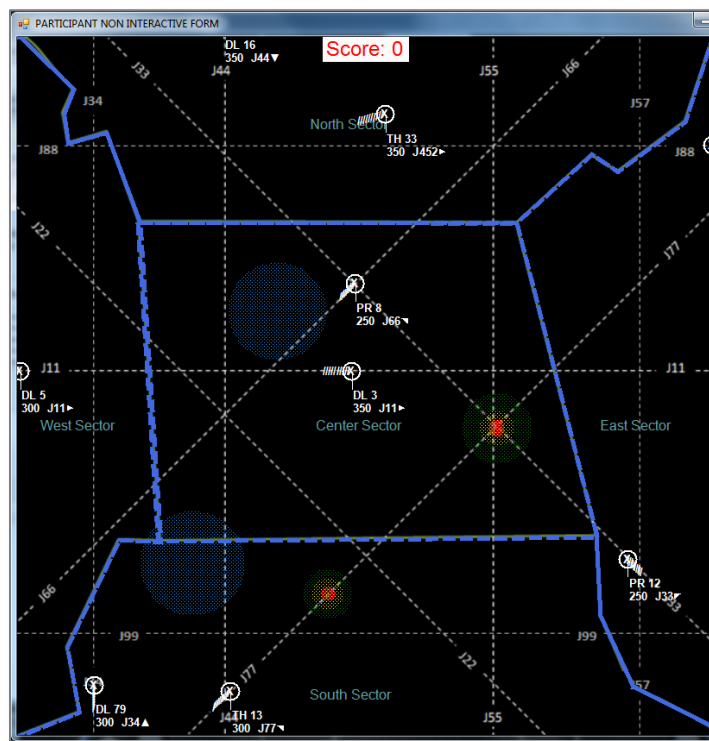 PARTICIPANT NON INTERACTIVE FORM
Score: 0
DL 16
350 J44▼
J33
J44
J55
J66
J34
J57
North Sector
TH 33
350 J452►
J88
J88
J22
J77
PR 8
250 J66◥
J11
J11
DL 5
300 J11►
DL 3
350 J11►
West Sector
Center Sector
East Sector
PR 12
250 J33◤
J33
J66
J99
J99
J77
J22
J57
South Sector
DL 79
300 J34▲
J44
TH 13
300 J77◥
J55